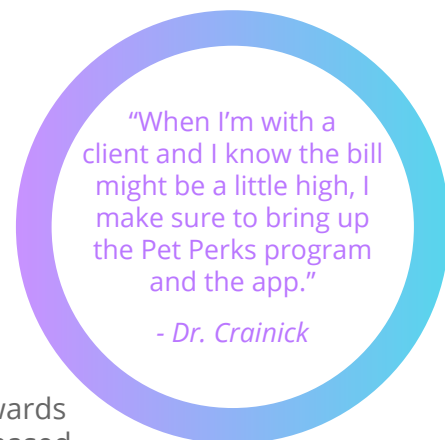 “When I’m with a
client and I know the bill
might be a little high, I
make sure to bring up
the Pet Perks program
and the app.”
- Dr. Crainick